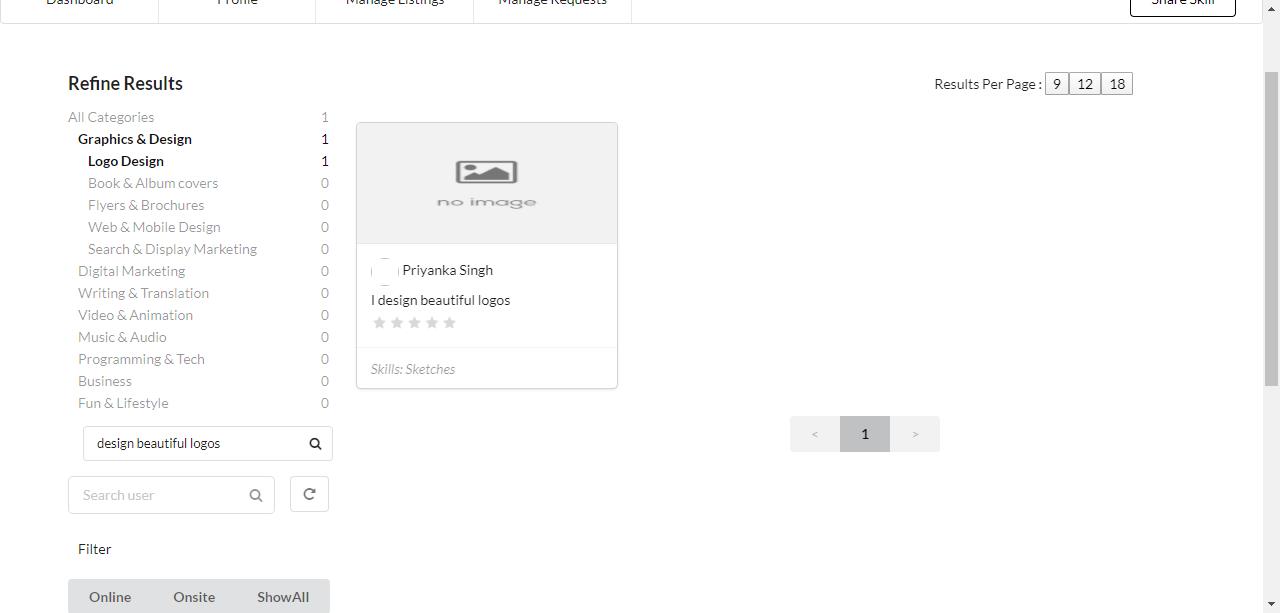 Dashboard Profile Manage Listings Manage Requests Share Skill
Refine Results
Results Per Page : 9 12 18
All Categories 1
Graphics & Design 1
Logo Design 1
Book & Album covers 0
Flyers & Brochures 0
Web & Mobile Design 0
Search & Display Marketing 0
Digital Marketing 0
Writing & Translation 0
Video & Animation 0
Music & Audio 0
Programming & Tech 0
Business 0
Fun & Lifestyle 0
design beautiful logos
Search user
Filter
Online Onsite ShowAll
no image
Priyanka Singh
I design beautiful logos
Skills: Sketches
< 1 >